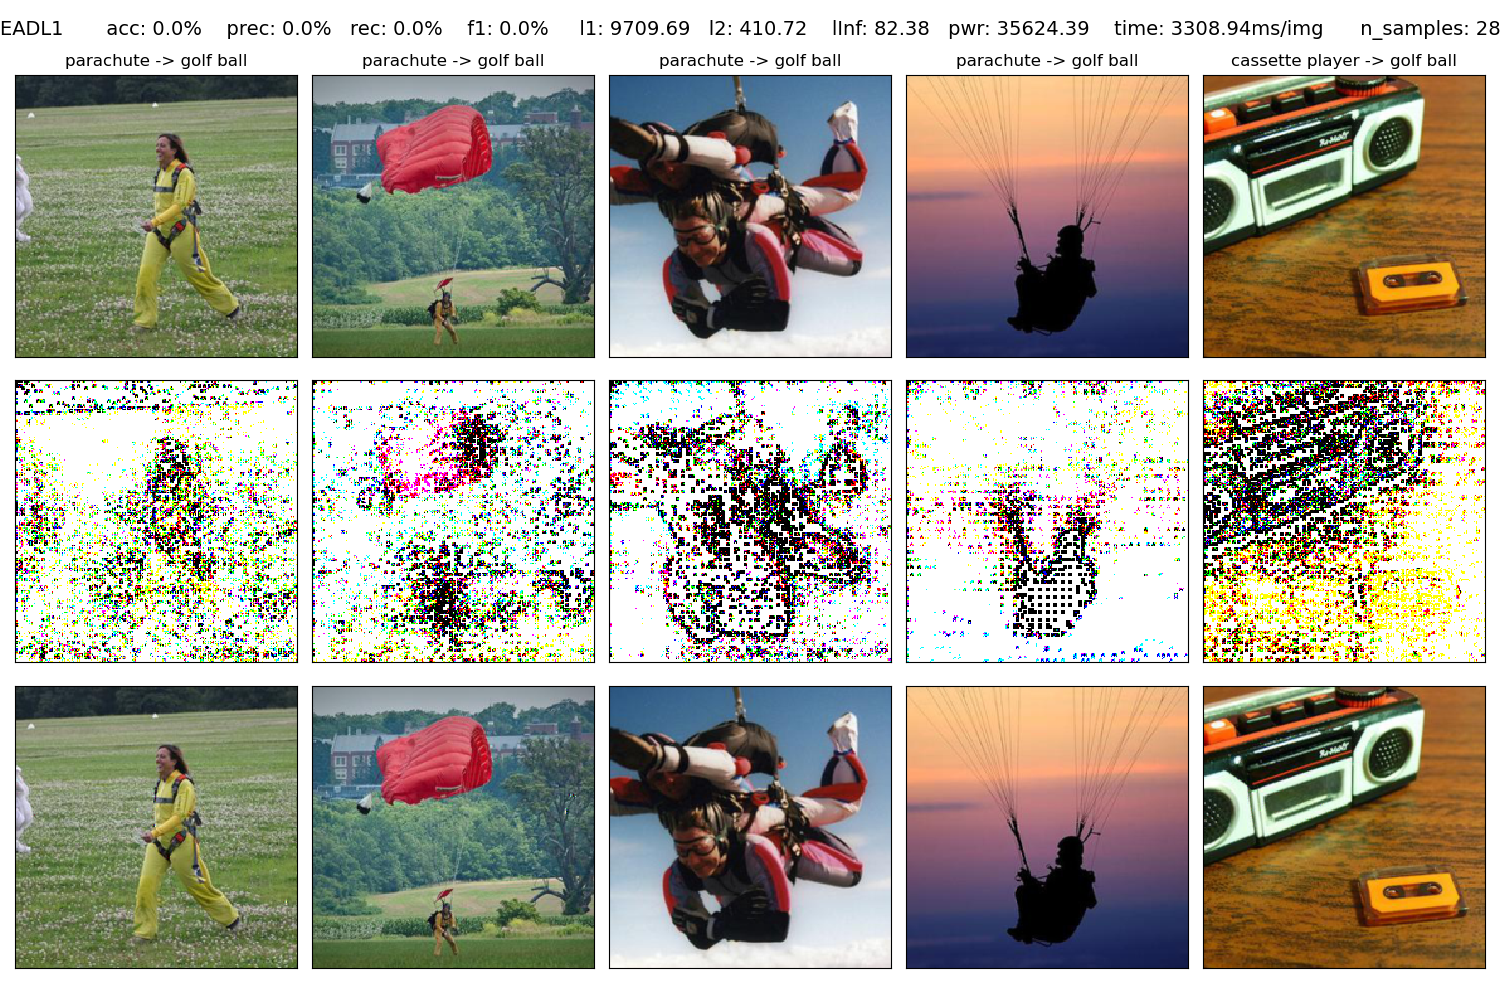 EADL1 acc: 0.0% prec: 0.0% rec: 0.0% f1: 0.0% l1: 9709.69 l2: 410.72 lInf: 82.38 pwr: 35624.39 time: 3308.94ms/img n_samples: 28
parachute -> golf ball parachute -> golf ball parachute -> golf ball parachute -> golf ball cassette player -> golf ball